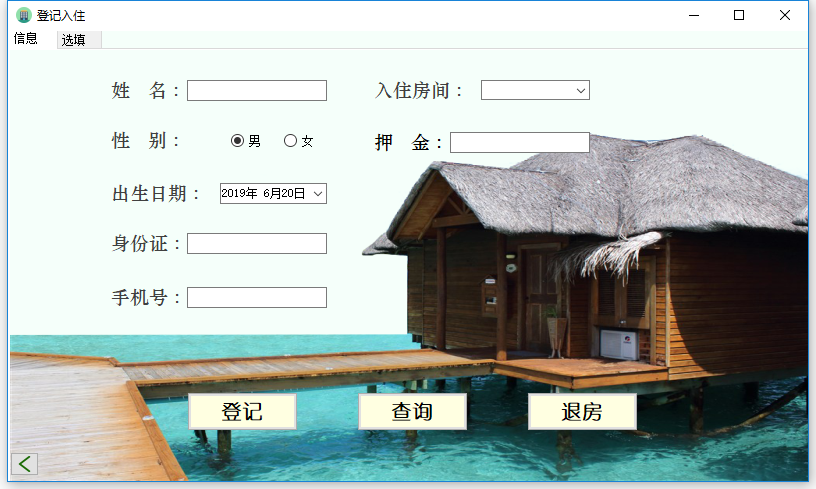 登记入住
信息 选填
姓 名： 入住房间：
性 别： 男 女 押 金：
出生日期： 2019年 6月20日
身份证：
手机号：
登记 查询 退房